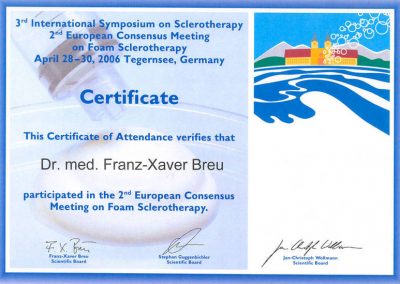 3rd International Symposium on Sclerotherapy
2nd European Consensus Meeting
on Foam Sclerotherapy
April 28–30, 2006 Tegernsee, Germany
Certificate
This Certificate of Attendance verifies that
Dr. med. Franz-Xaver Breu
participated in the 2nd European Consensus
Meeting on Foam Sclerotherapy.
F. X. Breu
Franz-Xaver Breu
Scientific Board
Stephan Guggenbichler
Scientific Board
Jan-Christoph Wollmann
Scientific Board